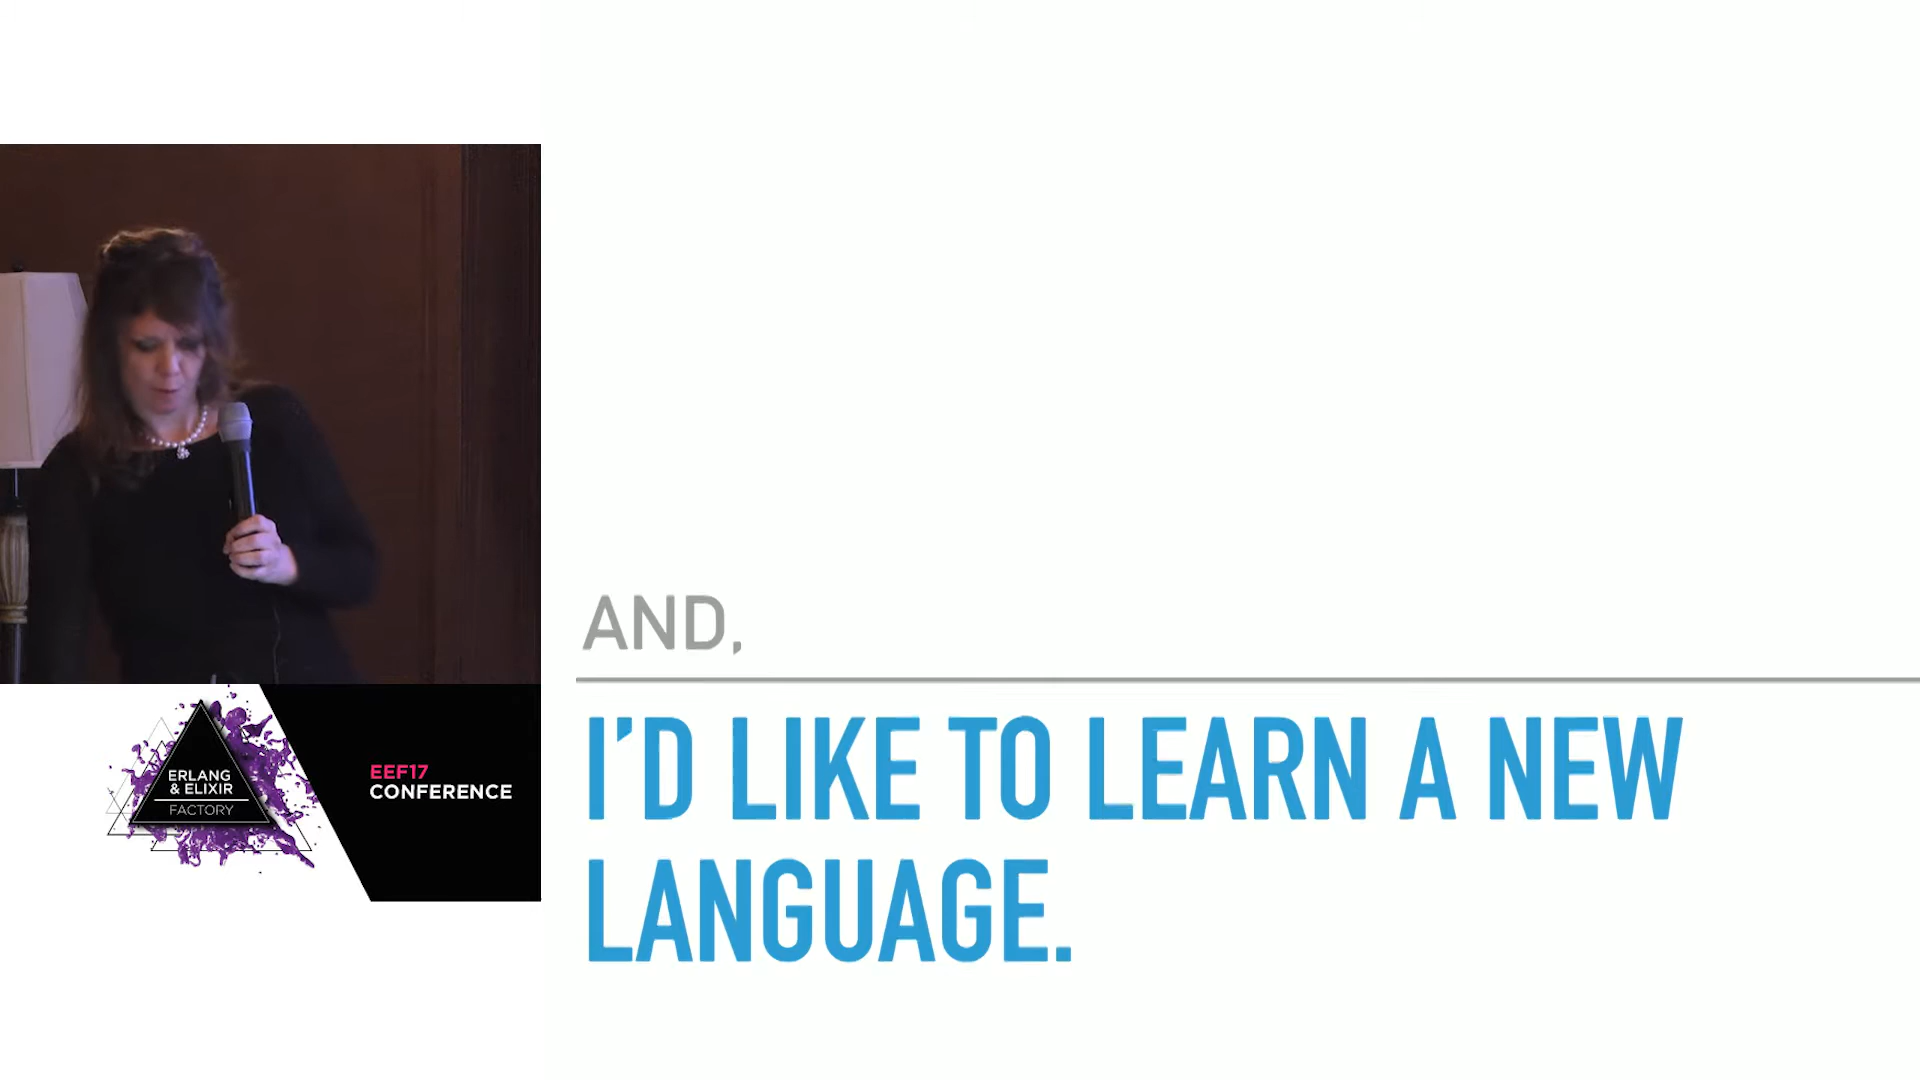 AND,
I’D LIKE TO LEARN A NEW
LANGUAGE.
ERLANG
& ELIXIR
FACTORY
EEF17
CONFERENCE